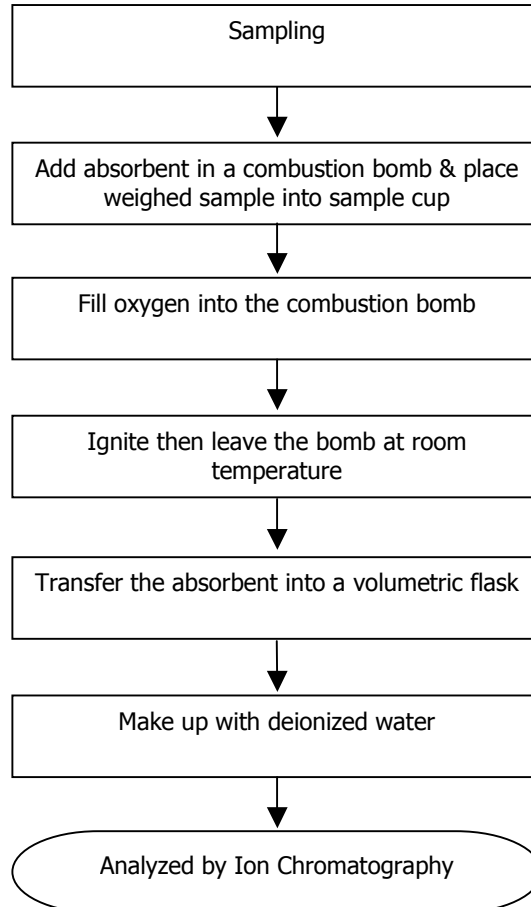 Sampling
Add absorbent in a combustion bomb & place
weighed sample into sample cup
Fill oxygen into the combustion bomb
Ignite then leave the bomb at room
temperature
Transfer the absorbent into a volumetric flask
Make up with deionized water
Analyzed by Ion Chromatography